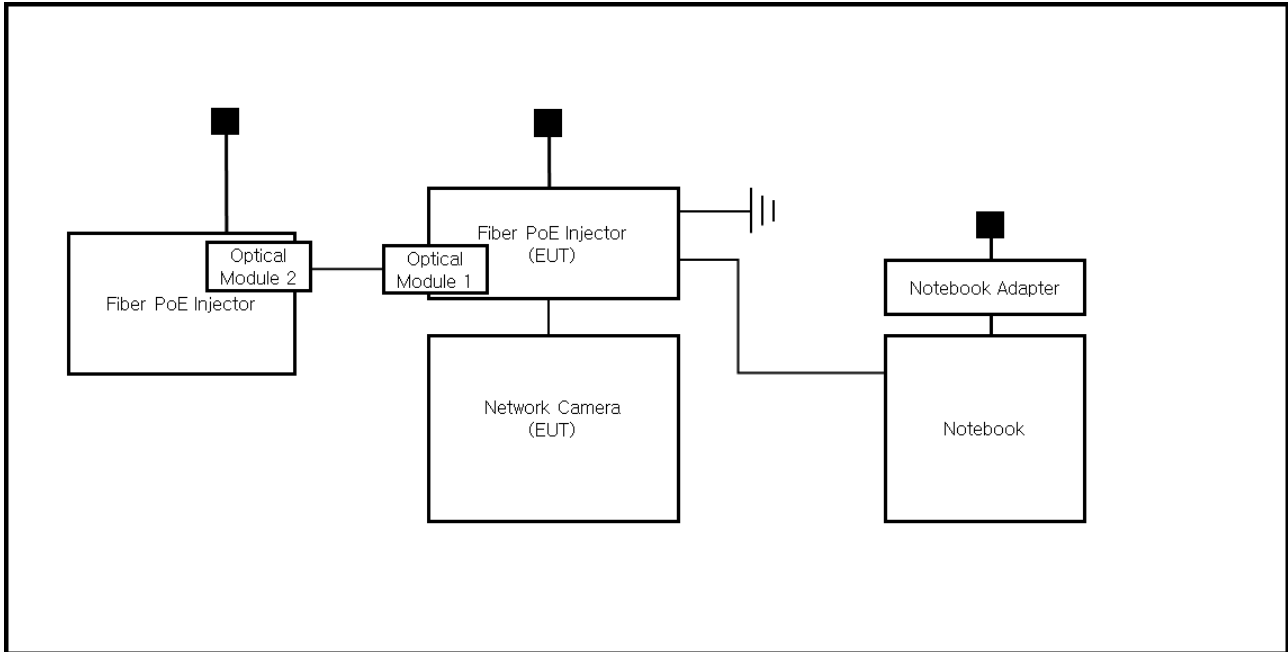 Optical
Module 2
Fiber PoE Injector
Optical
Module 1
Fiber PoE Injector
(EUT)
Network Camera
(EUT)
Notebook Adapter
Notebook